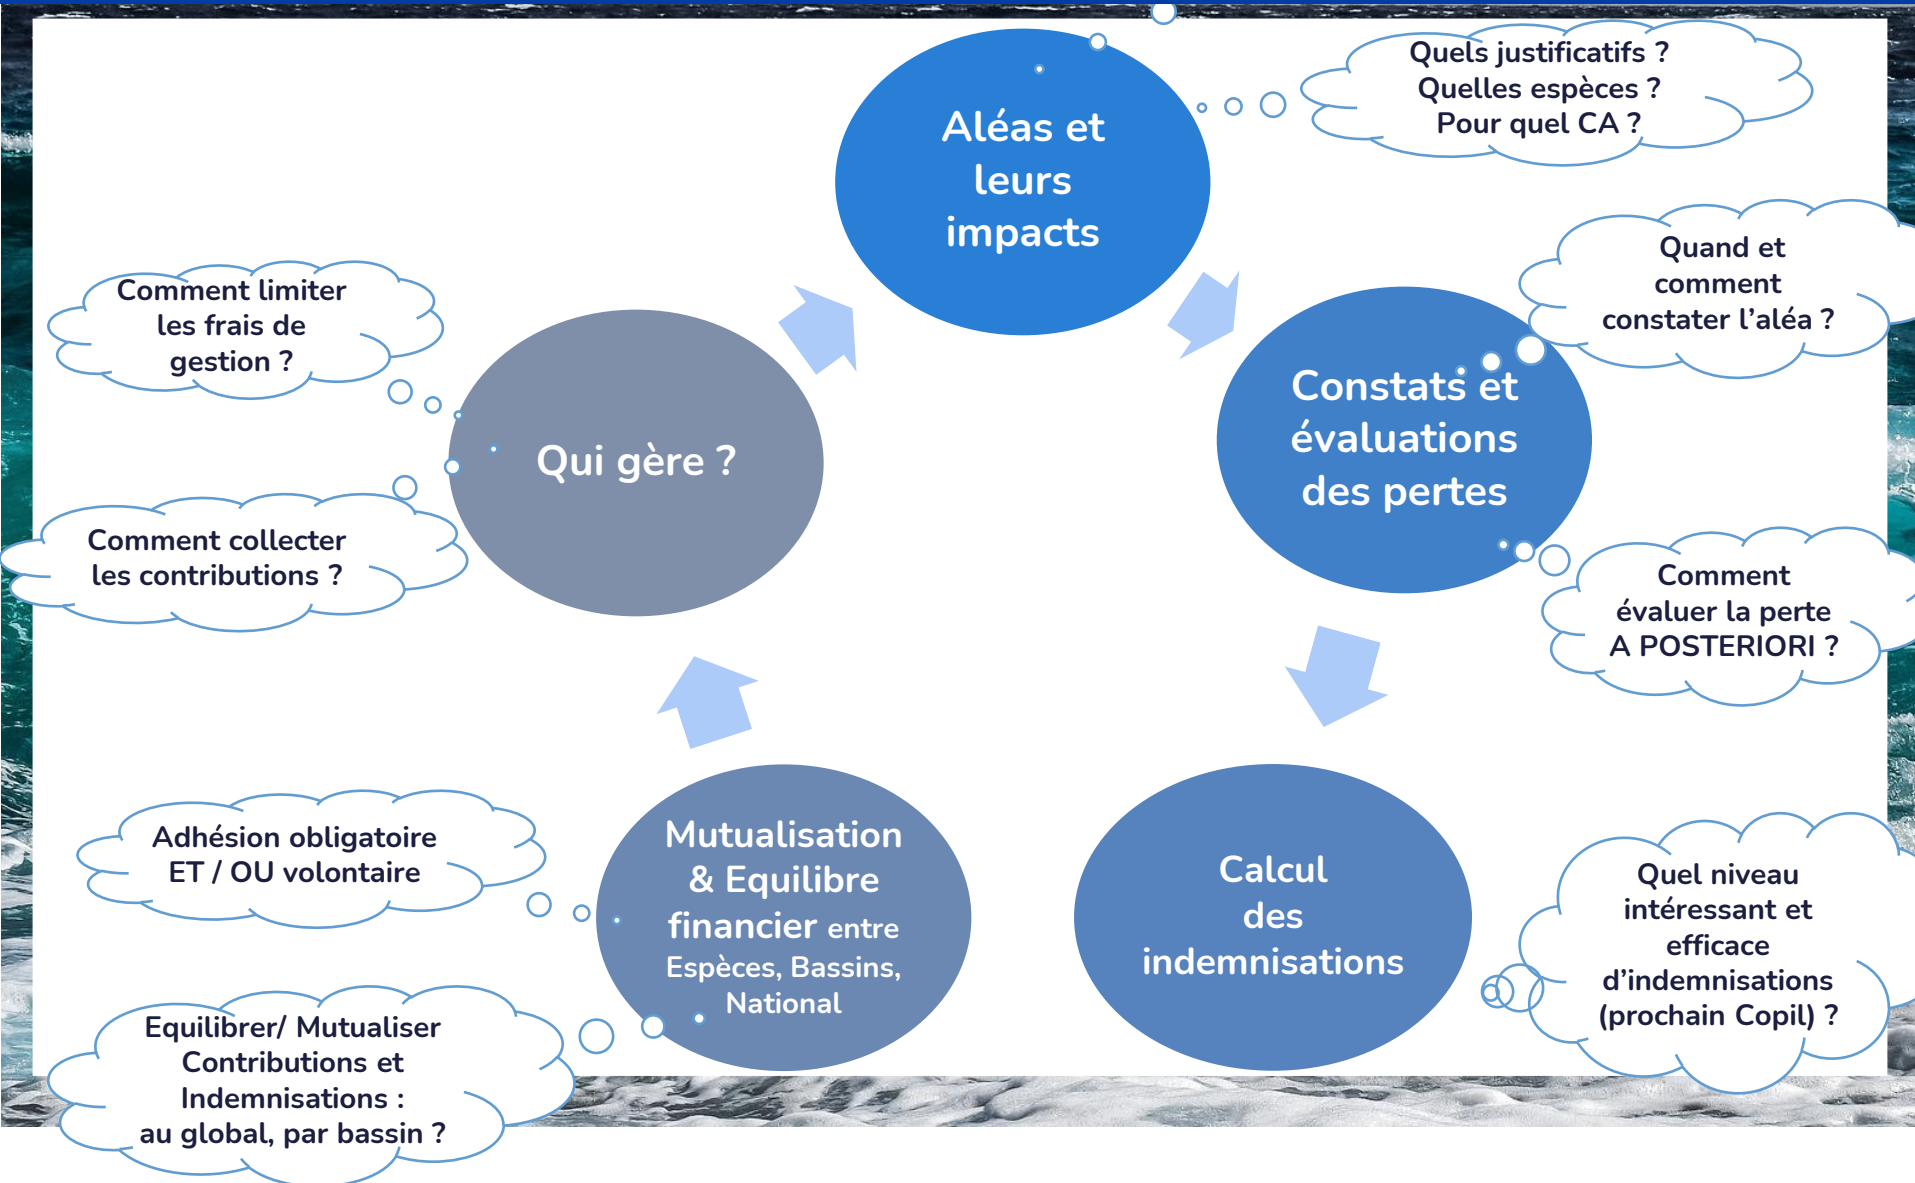 Aléas et
leurs
impacts
Quels justificatifs ?
Quelles espèces ?
Pour quel CA ?
Quand et
comment
constater l’aléa ?
Constats et
évaluations
des pertes
Comment
évaluer la perte
A POSTERIORI ?
Calcul
des
indemnisations
Quel niveau
intéressant et
efficace
d’indemnisations
(prochain Copil) ?
Mutualisation
& Equilibre
financier entre
Espèces, Bassins,
National
Adhésion obligatoire
ET / OU volontaire
Equilibrer/ Mutualiser
Contributions et
Indemnisations :
au global, par bassin ?
Qui gère ?
Comment limiter
les frais de
gestion ?
Comment collecter
les contributions ?